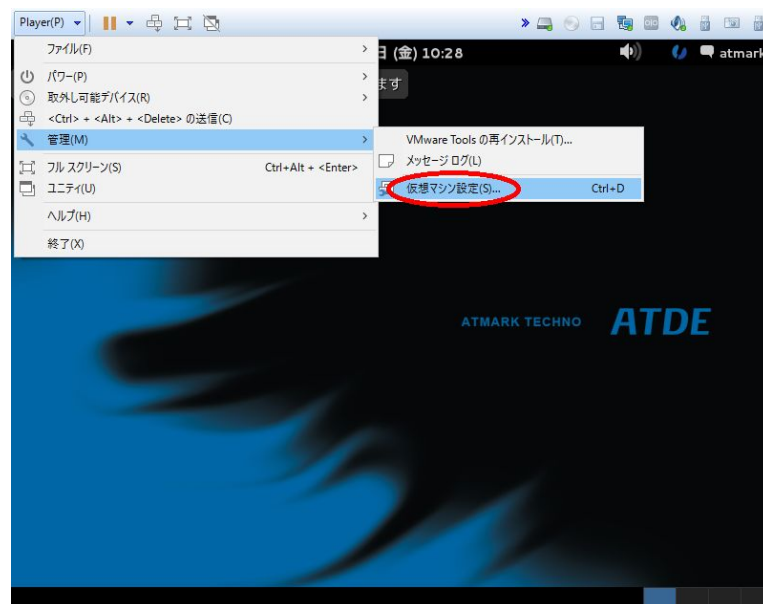 Player(P)
日 (金) 10:28
atmark
ます
ファイル(F)
パワー(P)
取外し可能デバイス(R)
<Ctrl> + <Alt> + <Delete> の送信(C)
管理(M)
フル スクリーン(S) Ctrl+Alt + <Enter>
ユニティ(U)
ヘルプ(H)
終了(X)
VMware Tools の再インストール(T)...
メッセージ ログ(L)
仮想マシン設定(S)... Ctrl+D
ATMARK TECHNO ATDE